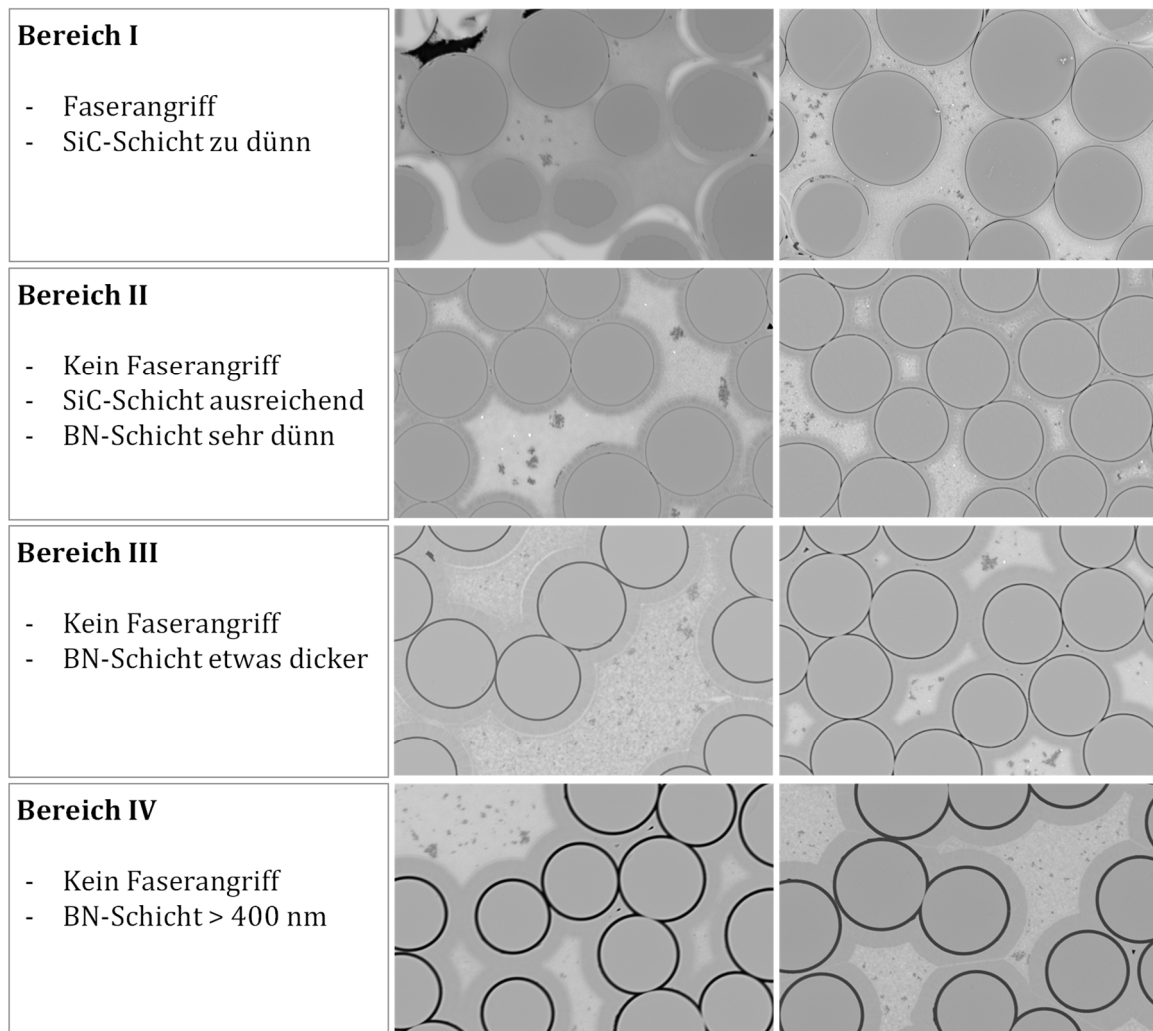 Bereich I
- Faserangriff
- SiC-Schicht zu dünn
Bereich II
- Kein Faserangriff
- SiC-Schicht ausreichend
- BN-Schicht sehr dünn
Bereich III
- Kein Faserangriff
- BN-Schicht etwas dicker
Bereich IV
- Kein Faserangriff
- BN-Schicht > 400 nm